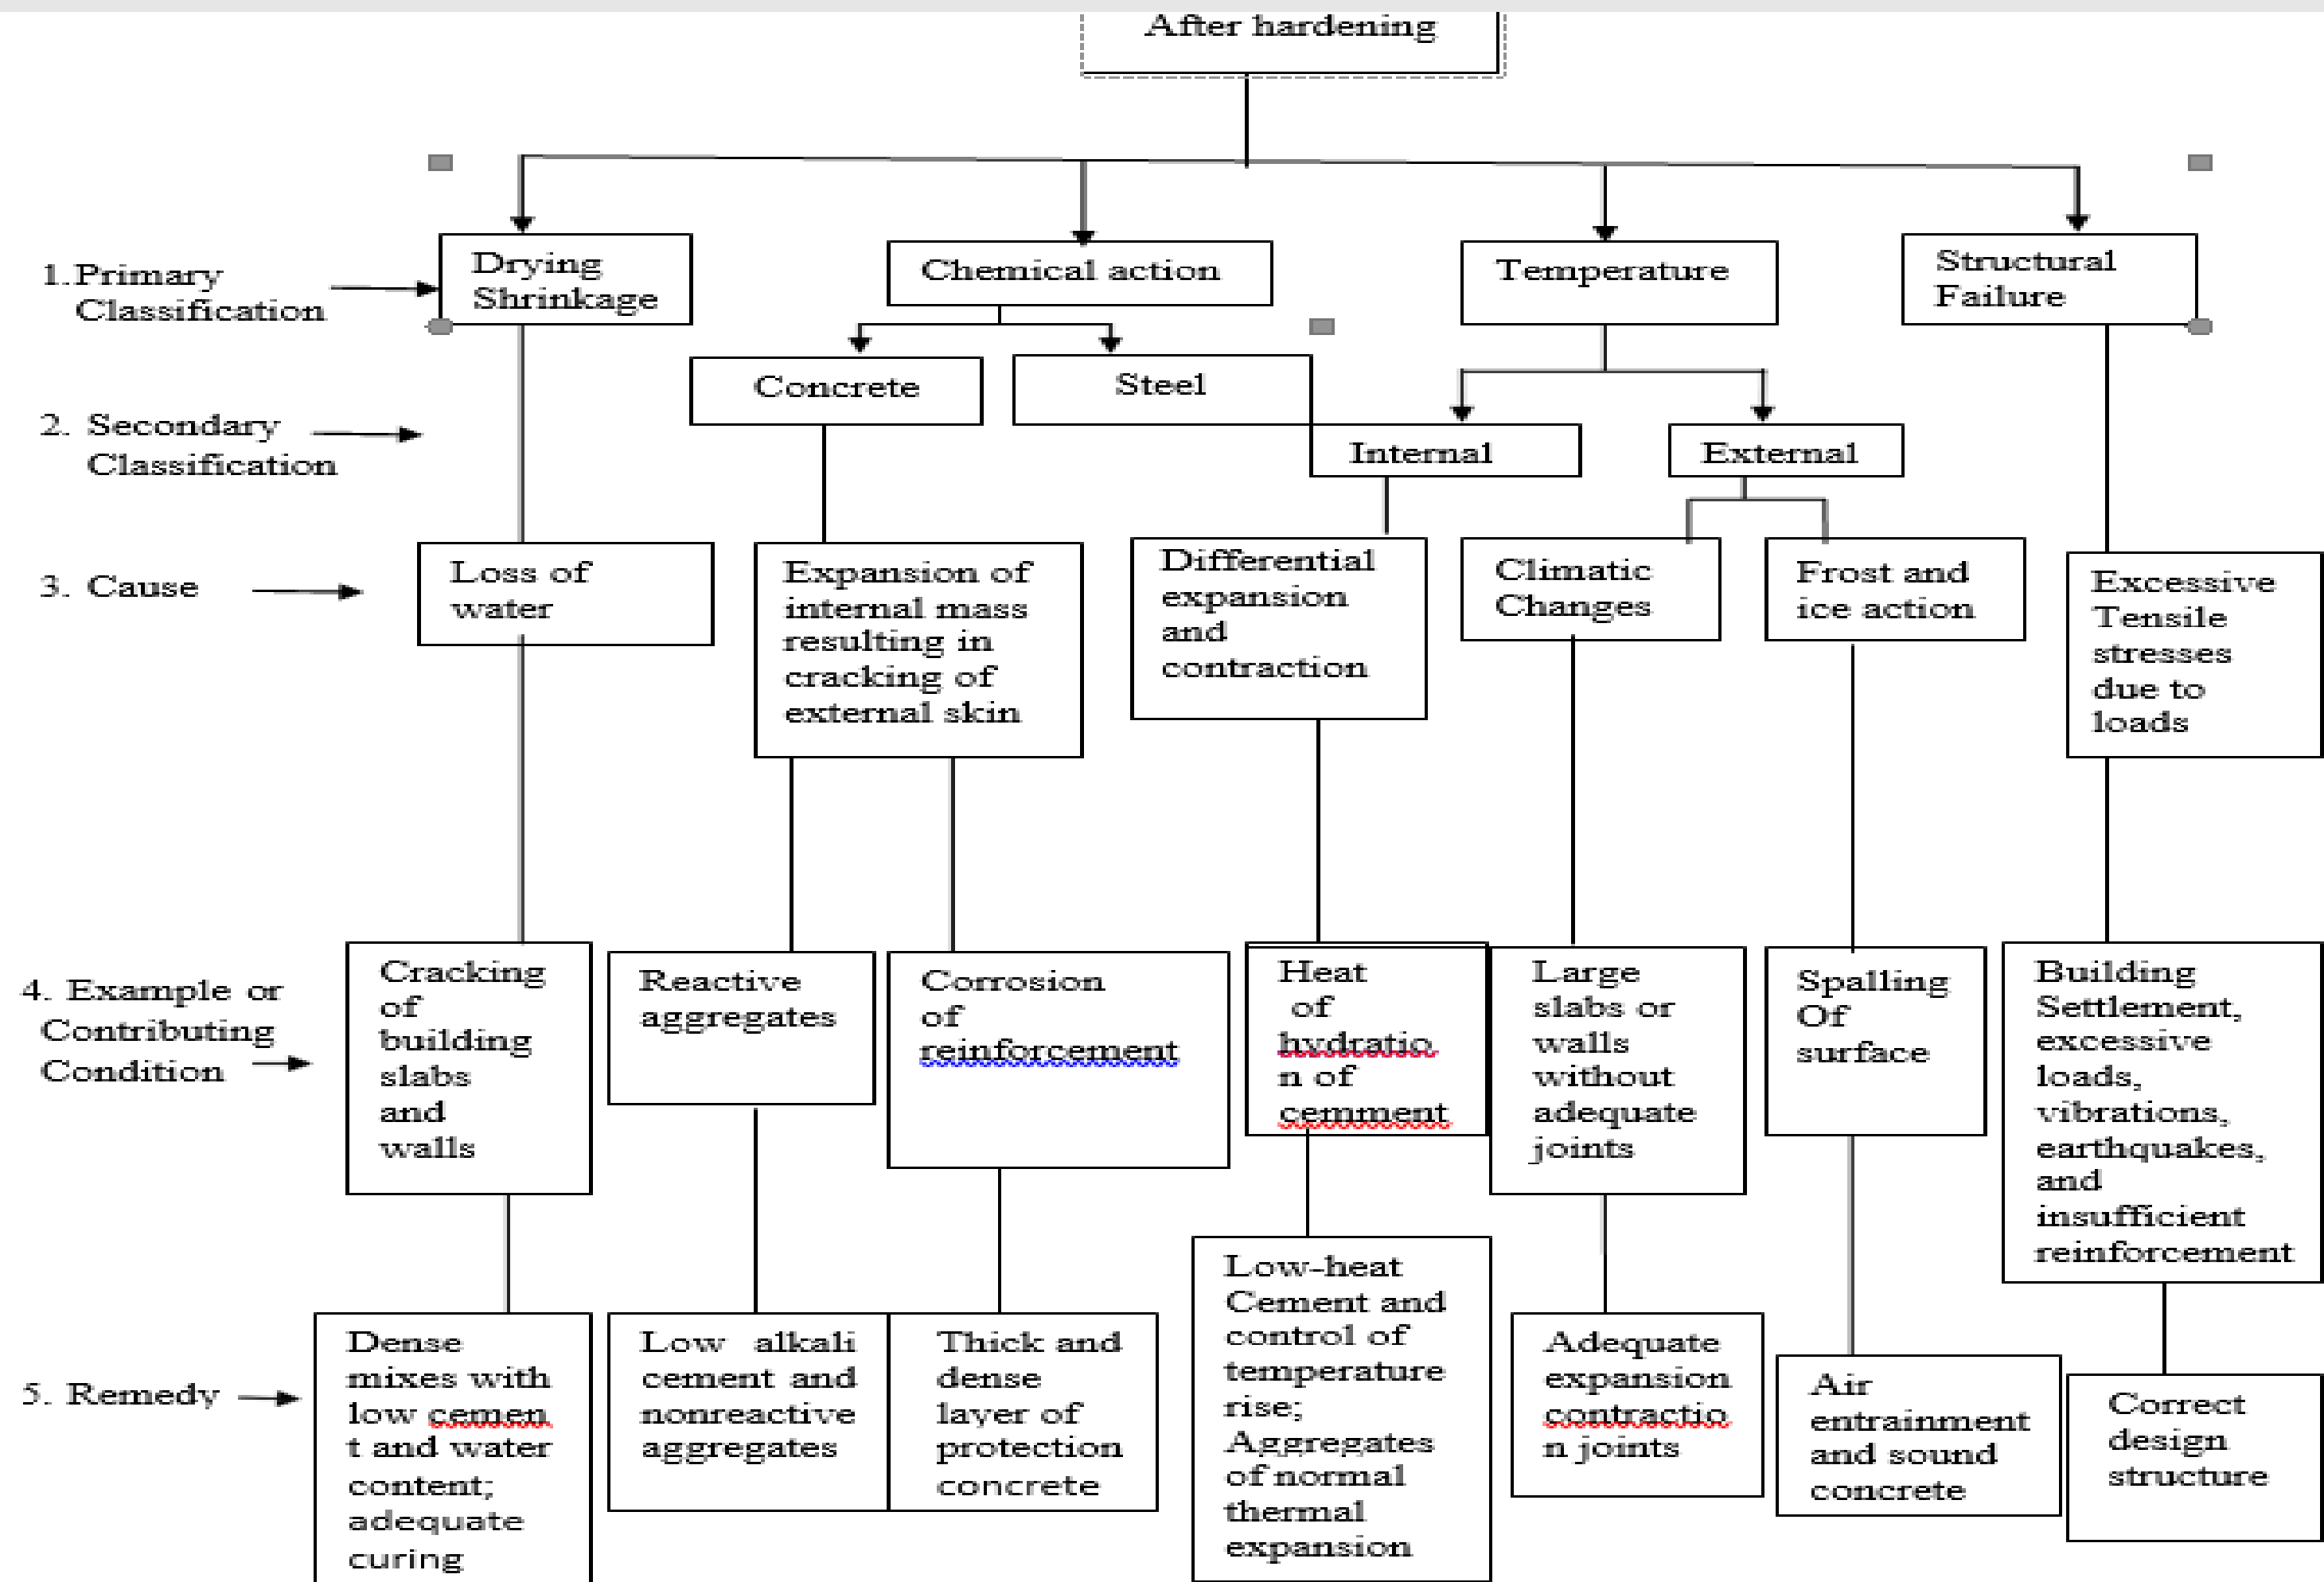 After hardening
1.Primary
Classification
Drying
Shrinkage
Chemical action
Temperature
Structural
Failure
2. Secondary
Classification
Concrete
Steel
Internal
External
3. Cause
Loss of
water
Expansion of
internal mass
resulting in
cracking of
external skin
Differential
expansion
and
contraction
Climatic
Changes
Frost and
ice action
Excessive
Tensile
stresses
due to
loads
4. Example or
Contributing
Condition
Cracking
of
building
slabs
and
walls
Reactive
aggregates
Corrosion
of
reinforcement
Heat
of
hydratio
n of
cemment
Large
slabs or
walls
without
adequate
joints
Spalling
Of
surface
Building
Settlement,
excessive
loads,
vibrations,
earthquakes,
and
insufficient
reinforcement
5. Remedy
Dense
mixes with
low cemen
t and water
content;
adequate
curing
Low alkali
cement and
nonreactive
aggregates
Thick and
dense
layer of
protection
concrete
Low-heat
Cement and
control of
temperature
rise;
Aggregates
of normal
thermal
expansion
Adequate
expansion
contractio
n joints
Air
entrainment
and sound
concrete
Correct
design
structure